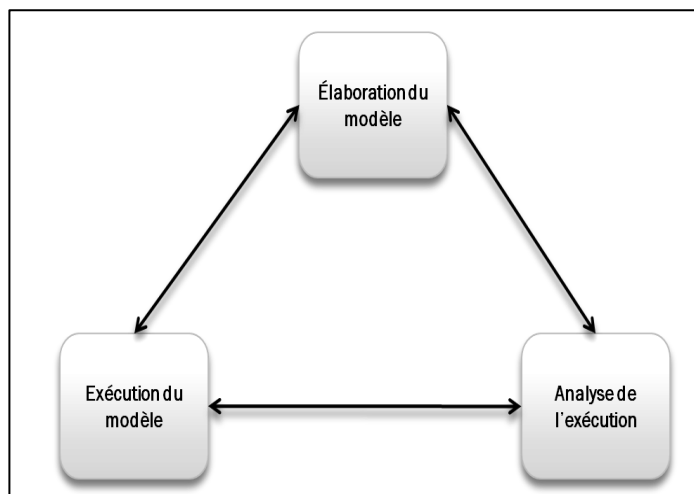 Élaboration du
modèle
Exécution du
modèle
Analyse de
l'exécution